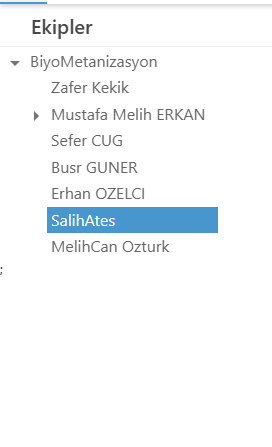 Ekipler
BiyoMetanizasyon
Zafer Kekik
Mustafa Melih ERKAN
Sefer CUG
Busr GUNER
Erhan OZELCI
SalihAtes
MelihCan Ozturk
;